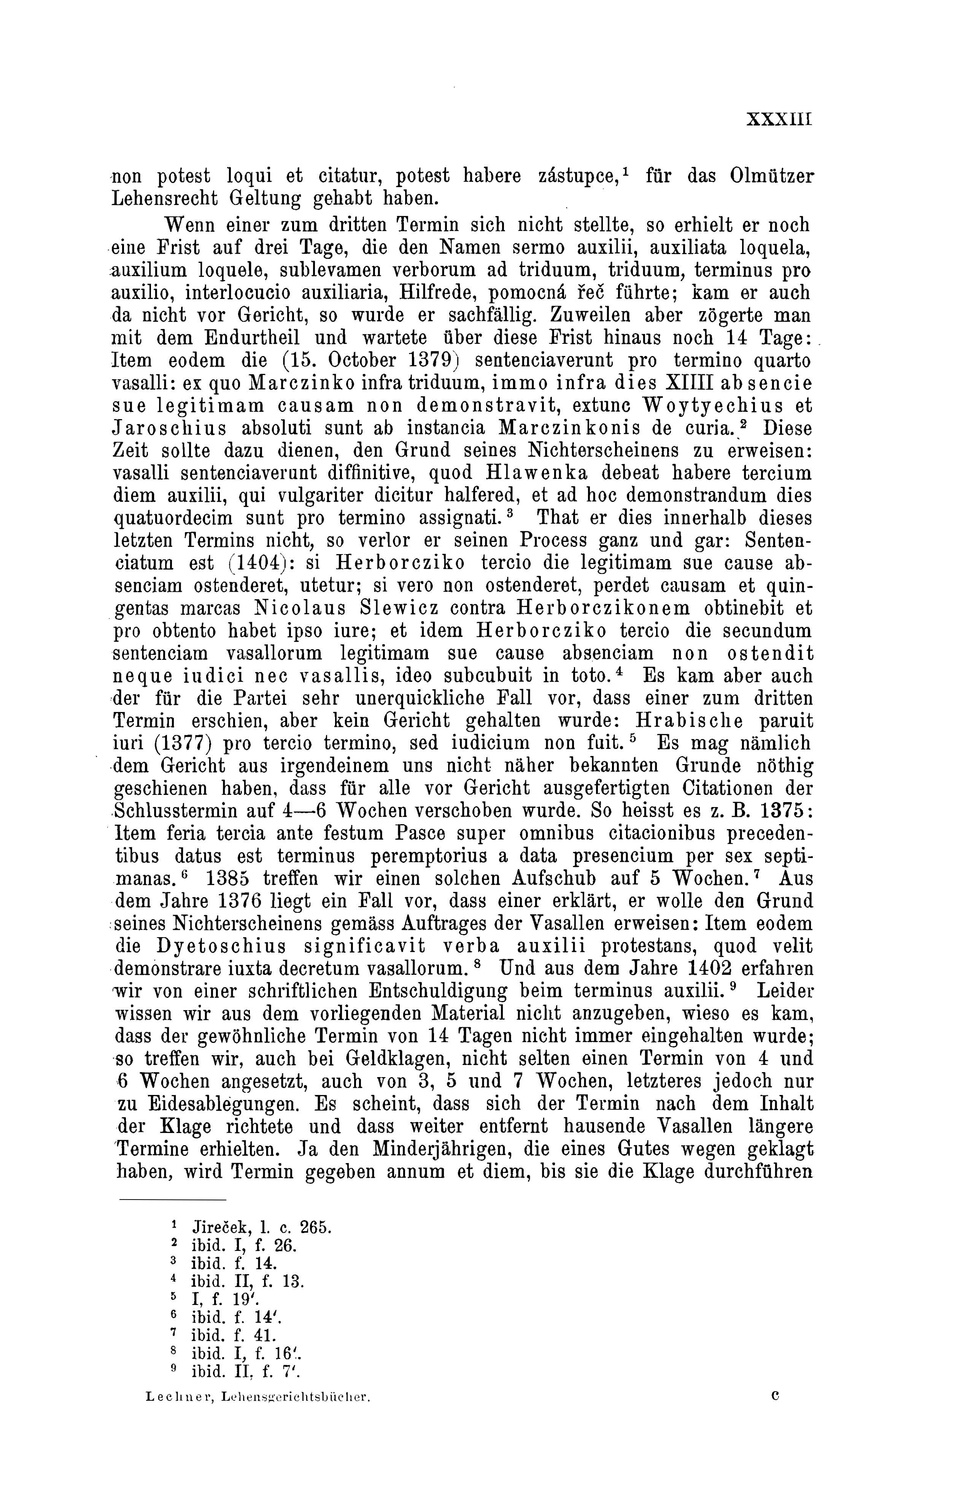 XXXIII
non potest loqui et citatur, potest habere zástupce,¹ für das Olmützer
Lehensrecht Geltung gehabt haben.
Wenn einer zum dritten Termin sich nicht stellte, so erhielt er noch
eine Frist auf drei Tage, die den Namen sermo auxilii, auxiliata loquela,
auxilium loquele, sublevamen verborum ad triduum, triduum, terminus pro
auxilio, interlocucio auxiliaria, Hilfrede, pomocná řeč führte; kam er auch
da nicht vor Gericht, so wurde er sachfällig. Zuweilen aber zögerte man
mit dem Endurtheil und wartete über diese Frist hinaus noch 14 Tage:
Item eodem die (15. October 1379) sentenciaverunt pro termino quarto
vasalli: ex quo Marczinko infra triduum, immo infra dies XIIII absencie
sue legitimam causam non demonstravit, extunc Woytyechius et
Jaroschius absoluti sunt ab instancia Marczinkonis de curia.² Diese
Zeit sollte dazu dienen, den Grund seines Nichterscheinens zu erweisen:
vasalli sentenciaverunt diffinitive, quod Hlawenka debeat habere tercium
diem auxilii, qui vulgariter dicitur halfered, et ad hoc demonstrandum dies
quatuordecim sunt pro termino assignati.³ That er dies innerhalb dieses
letzten Termins nicht, so verlor er seinen Process ganz und gar: Senten-
ciatum est (1404): si Herborcziko tercio die legitimam sue cause ab-
senciam ostenderet, utetur; si vero non ostenderet, perdet causam et quin-
gentas marcas Nicolaus Slewicz contra Herborczikonem obtinebit et
pro obtento habet ipso iure; et idem Herborcziko tercio die secundum
sentenciam vasallorum legitimam sue cause absenciam non ostendit
neque iudici nec vasallis, ideo subcubuit in toto.⁴ Es kam aber auch
der für die Partei sehr unerquickliche Fall vor, dass einer zum dritten
Termin erschien, aber kein Gericht gehalten wurde: Hrabische paruit
iuri (1377) pro tercio termino, sed iudicium non fuit.⁵ Es mag nämlich
dem Gericht aus irgendeinem uns nicht näher bekannten Grunde nöthig
geschienen haben, dass für alle vor Gericht ausgefertigten Citationen der
Schlusstermin auf 4—6 Wochen verschoben wurde. So heisst es z. B. 1375:
Item feria tercia ante festum Pasce super omnibus citacionibus preceden-
tibus datus est terminus peremptorius a data presencium per sex septi-
manas.⁶ 1385 treffen wir einen solchen Aufschub auf 5 Wochen.⁷ Aus
dem Jahre 1376 liegt ein Fall vor, dass einer erklärt, er wolle den Grund
seines Nichterscheinens gemäss Auftrages der Vasallen erweisen: Item eodem
die Dyetoschius significavit verba auxilii protestans, quod velit
demonstrare iuxta decretum vasallorum.⁸ Und aus dem Jahre 1402 erfahren
wir von einer schriftlichen Entschuldigung beim terminus auxilii.⁹ Leider
wissen wir aus dem vorliegenden Material nicht anzugeben, wieso es kam,
dass der gewöhnliche Termin von 14 Tagen nicht immer eingehalten wurde;
so treffen wir, auch bei Geldklagen, nicht selten einen Termin von 4 und
6 Wochen angesetzt, auch von 3, 5 und 7 Wochen, letzteres jedoch nur
zu Eidesablegungen. Es scheint, dass sich der Termin nach dem Inhalt
der Klage richtete und dass weiter entfernt hausende Vasallen längere
Termine erhielten. Ja den Minderjährigen, die eines Gutes wegen geklagt
haben, wird Termin gegeben annum et diem, bis sie die Klage durchführen
¹ Jireček, l. c. 265.
² ibid. I, f. 26.
³ ibid. f. 14.
⁴ ibid. II, f. 13.
⁵ I, f. 19'.
⁶ ibid. f. 14'.
⁷ ibid. f. 41.
⁸ ibid. I, f. 16'.
⁹ ibid. II, f. 7'.
Lechner, Lehensgerichtsbücher. C